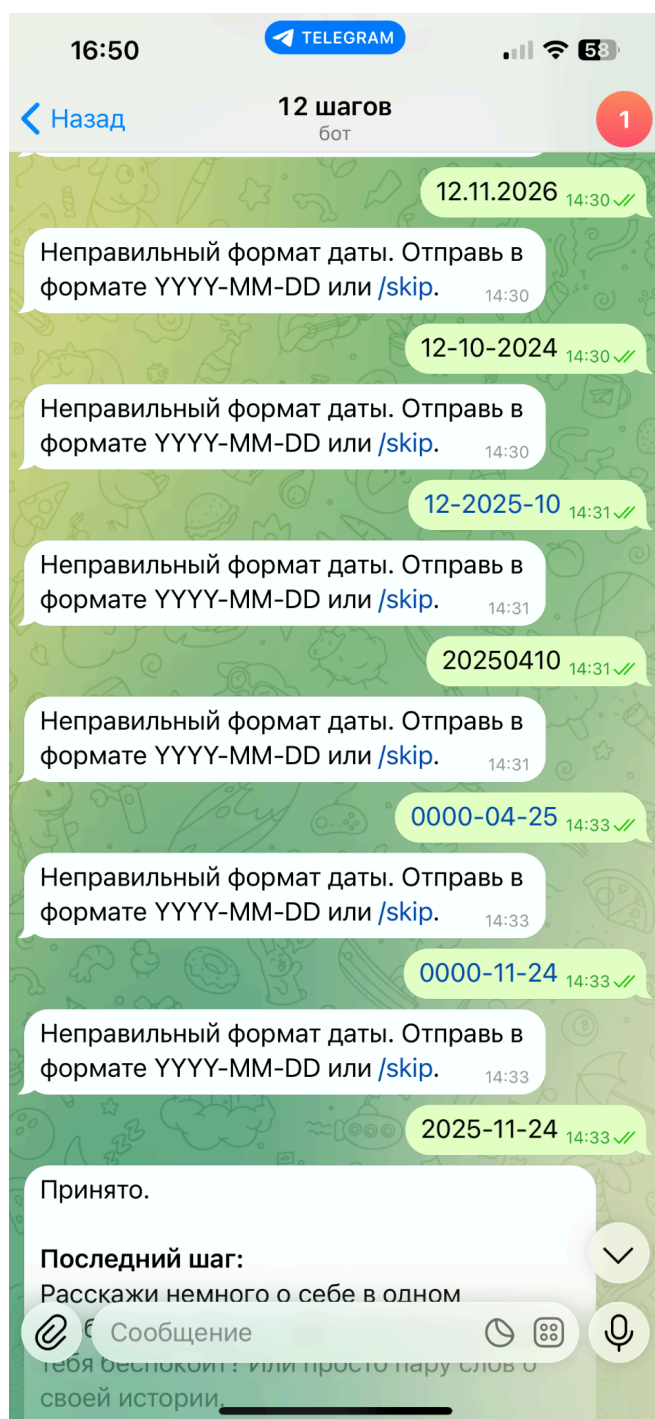 16:50
TELEGRAM
58
Назад
12 шагов
бот
1
12.11.2026 14:30
Неправильный формат даты. Отправь в
формате YYYY-MM-DD или /skip. 14:30
12-10-2024 14:30
Неправильный формат даты. Отправь в
формате YYYY-MM-DD или /skip. 14:30
12-2025-10 14:31
Неправильный формат даты. Отправь в
формате YYYY-MM-DD или /skip. 14:31
20250410 14:31
Неправильный формат даты. Отправь в
формате YYYY-MM-DD или /skip. 14:31
0000-04-25 14:33
Неправильный формат даты. Отправь в
формате YYYY-MM-DD или /skip. 14:33
0000-11-24 14:33
Неправильный формат даты. Отправь в
формате YYYY-MM-DD или /skip. 14:33
2025-11-24 14:33
Принято.
Последний шаг:
Расскажи немного о себе в одном
Сообщение
тебя беспокоит? Или просто пару слов о
своей истории.